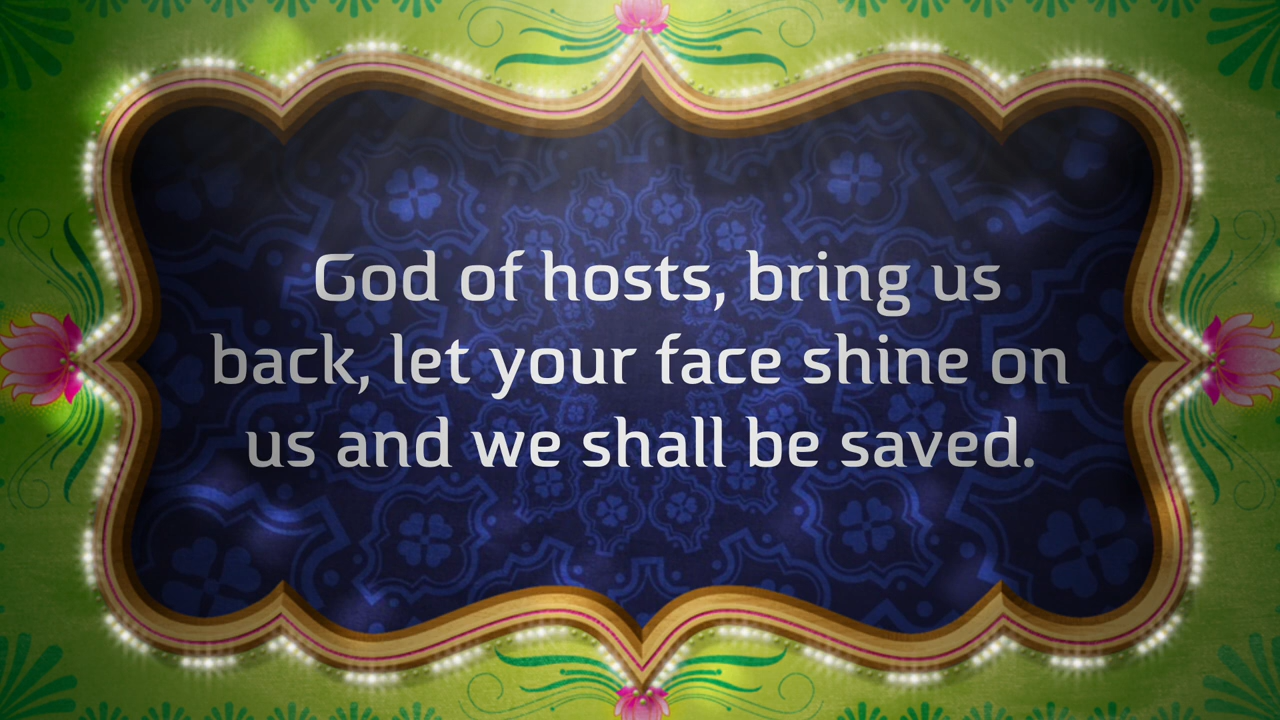 God of hosts, bring us
back, let your face shine on
us and we shall be saved.